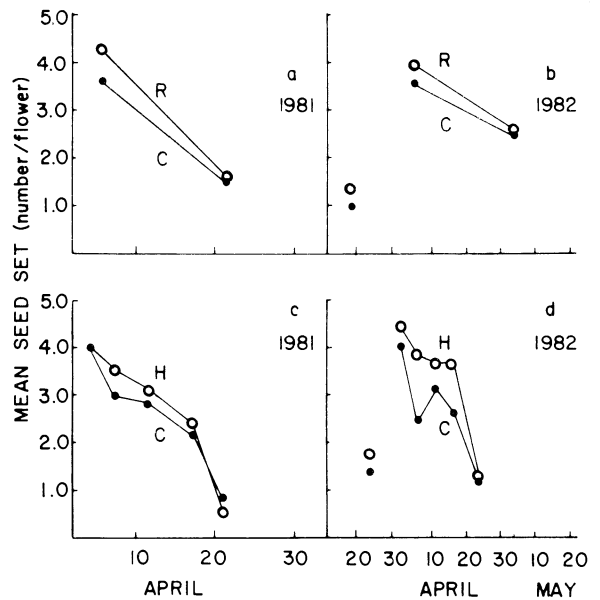 MEAN SEED SET (number/flower)
5.0
4.0
3.0
2.0
1.0
R
C
a
1981
R
C
b
1982
5.0
4.0
3.0
2.0
1.0
H
C
c
1981
H
C
d
1982
10 20 30 20 30 10 20 30 10 20
APRIL APRIL MAY